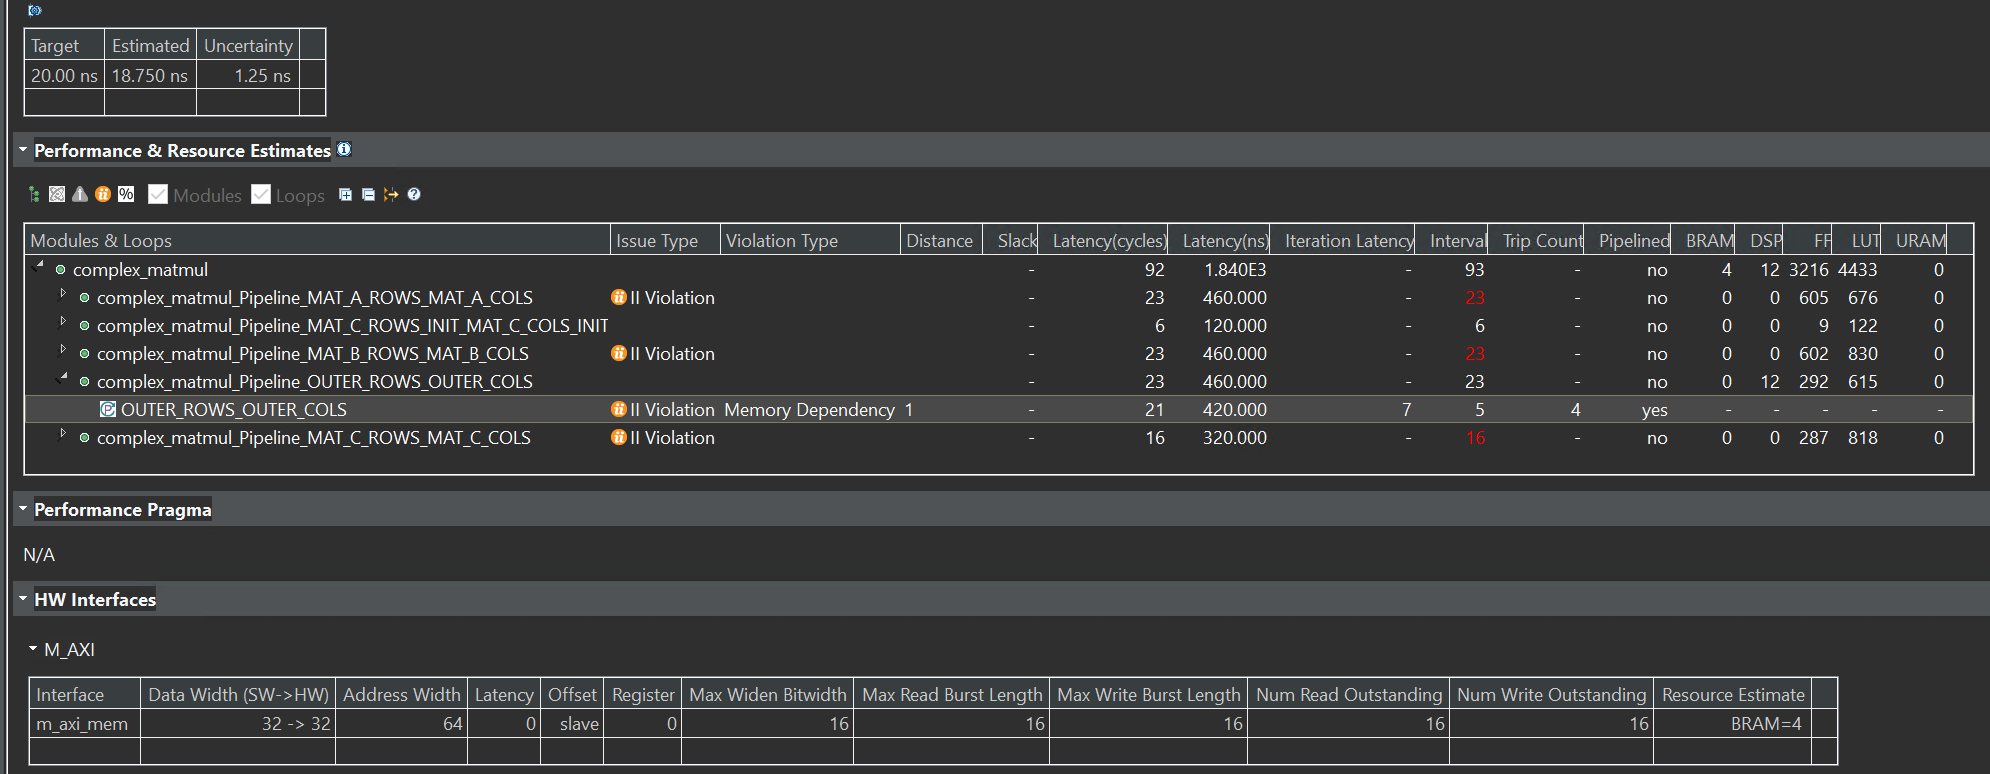 Target Estimated Uncertainty
20.00 ns 18.750 ns 1.25 ns
Performance & Resource Estimates
% Modules Loops
Modules & Loops Issue Type Violation Type Distance Slack Latency(cycles) Latency(ns) Iteration Latency Interval Trip Count Pipelined BRAM DSP FF LUT URAM
complex_matmul - 92 1.840E3 - 93 - no 4 12 3216 4433 0
complex_matmul_Pipeline_MAT_A_ROWS_MAT_A_COLS II Violation - 23 460.000 - 23 - no 0 0 605 676 0
complex_matmul_Pipeline_MAT_C_ROWS_INIT_MAT_C_COLS_INIT - 6 120.000 - 6 - no 0 0 9 122 0
complex_matmul_Pipeline_MAT_B_ROWS_MAT_B_COLS II Violation - 23 460.000 - 23 - no 0 0 602 830 0
complex_matmul_Pipeline_OUTER_ROWS_OUTER_COLS - 23 460.000 - 23 - no 0 12 292 615 0
OUTER_ROWS_OUTER_COLS II Violation Memory Dependency 1 - 21 420.000 7 5 4 yes - - - - -
complex_matmul_Pipeline_MAT_C_ROWS_MAT_C_COLS II Violation - 16 320.000 - 16 - no 0 0 287 818 0
Performance Pragma
N/A
HW Interfaces
M_AXI
Interface Data Width (SW->HW) Address Width Latency Offset Register Max Widen Bitwidth Max Read Burst Length Max Write Burst Length Num Read Outstanding Num Write Outstanding Resource Estimate
m_axi_mem 32 -> 32 64 0 slave 0 16 16 16 16 16 BRAM=4